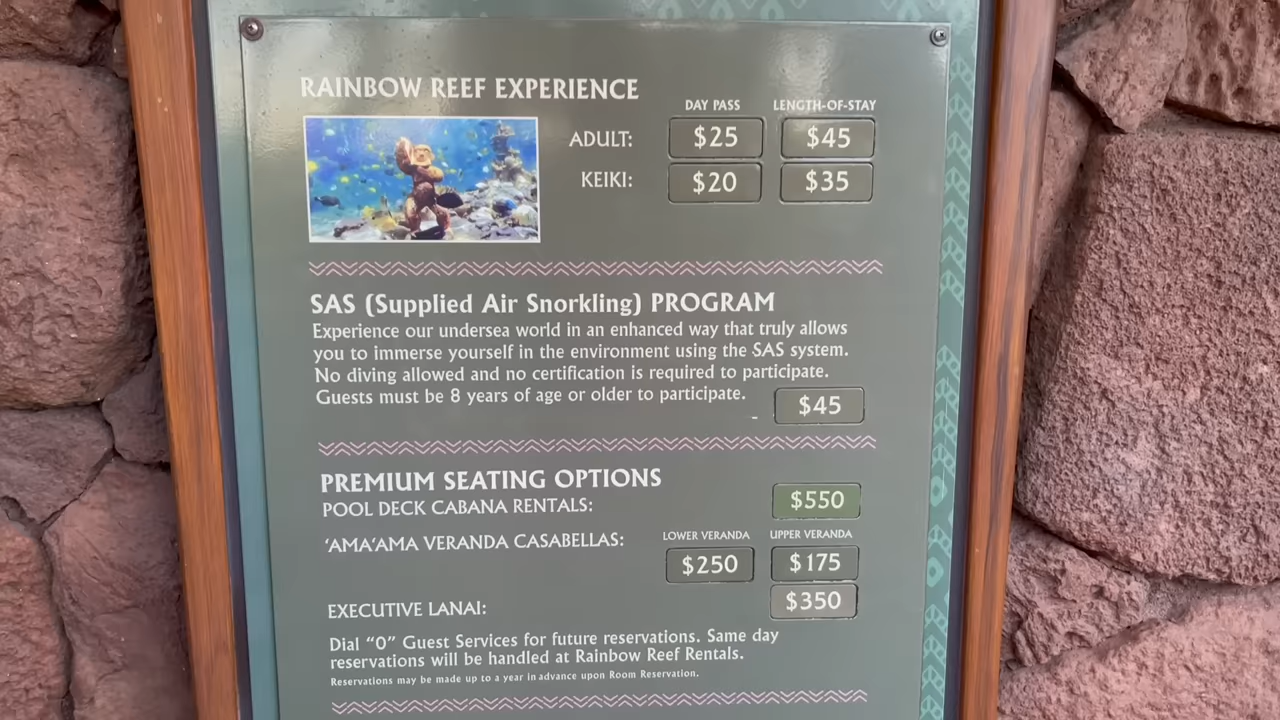 RAINBOW REEF EXPERIENCE
DAY PASS LENGTH-OF-STAY
ADULT: $25 $45
KEIKI: $20 $35
SAS (Supplied Air Snorkling) PROGRAM
Experience our undersea world in an enhanced way that truly allows
you to immerse yourself in the environment using the SAS system.
No diving allowed and no certification is required to participate.
Guests must be 8 years of age or older to participate.
$45
PREMIUM SEATING OPTIONS
POOL DECK CABANA RENTALS: $550
‘AMA‘AMA VERANDA CASABELLAS: LOWER VERANDA UPPER VERANDA
$250 $175
EXECUTIVE LANAI: $350
Dial “0” Guest Services for future reservations. Same day
reservations will be handled at Rainbow Reef Rentals.
Reservations may be made up to a year in advance upon Room Reservation.